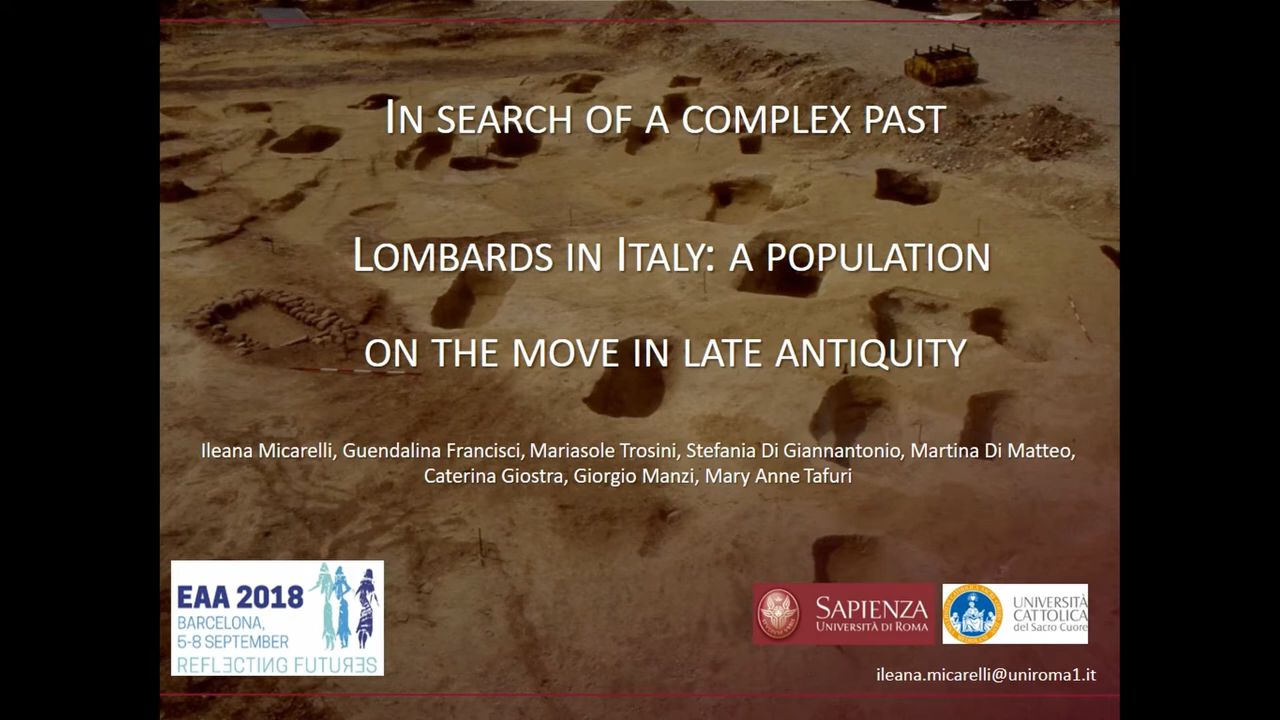 IN SEARCH OF A COMPLEX PAST
LOMBARDS IN ITALY: A POPULATION
ON THE MOVE IN LATE ANTIQUITY
Ileana Micarelli, Guendalina Francisci, Mariasole Trosini, Stefania Di Giannantonio, Martina Di Matteo,
Caterina Giostra, Giorgio Manzi, Mary Anne Tafuri
EAA 2018
BARCELONA,
5-8 SEPTEMBER
REFLECTING FUTURES
SAPIENZA
UNIVERSITÀ DI ROMA
UNIVERSITÀ
CATTOLICA
del Sacro Cuore
ileana.micarelli@uniroma1.it